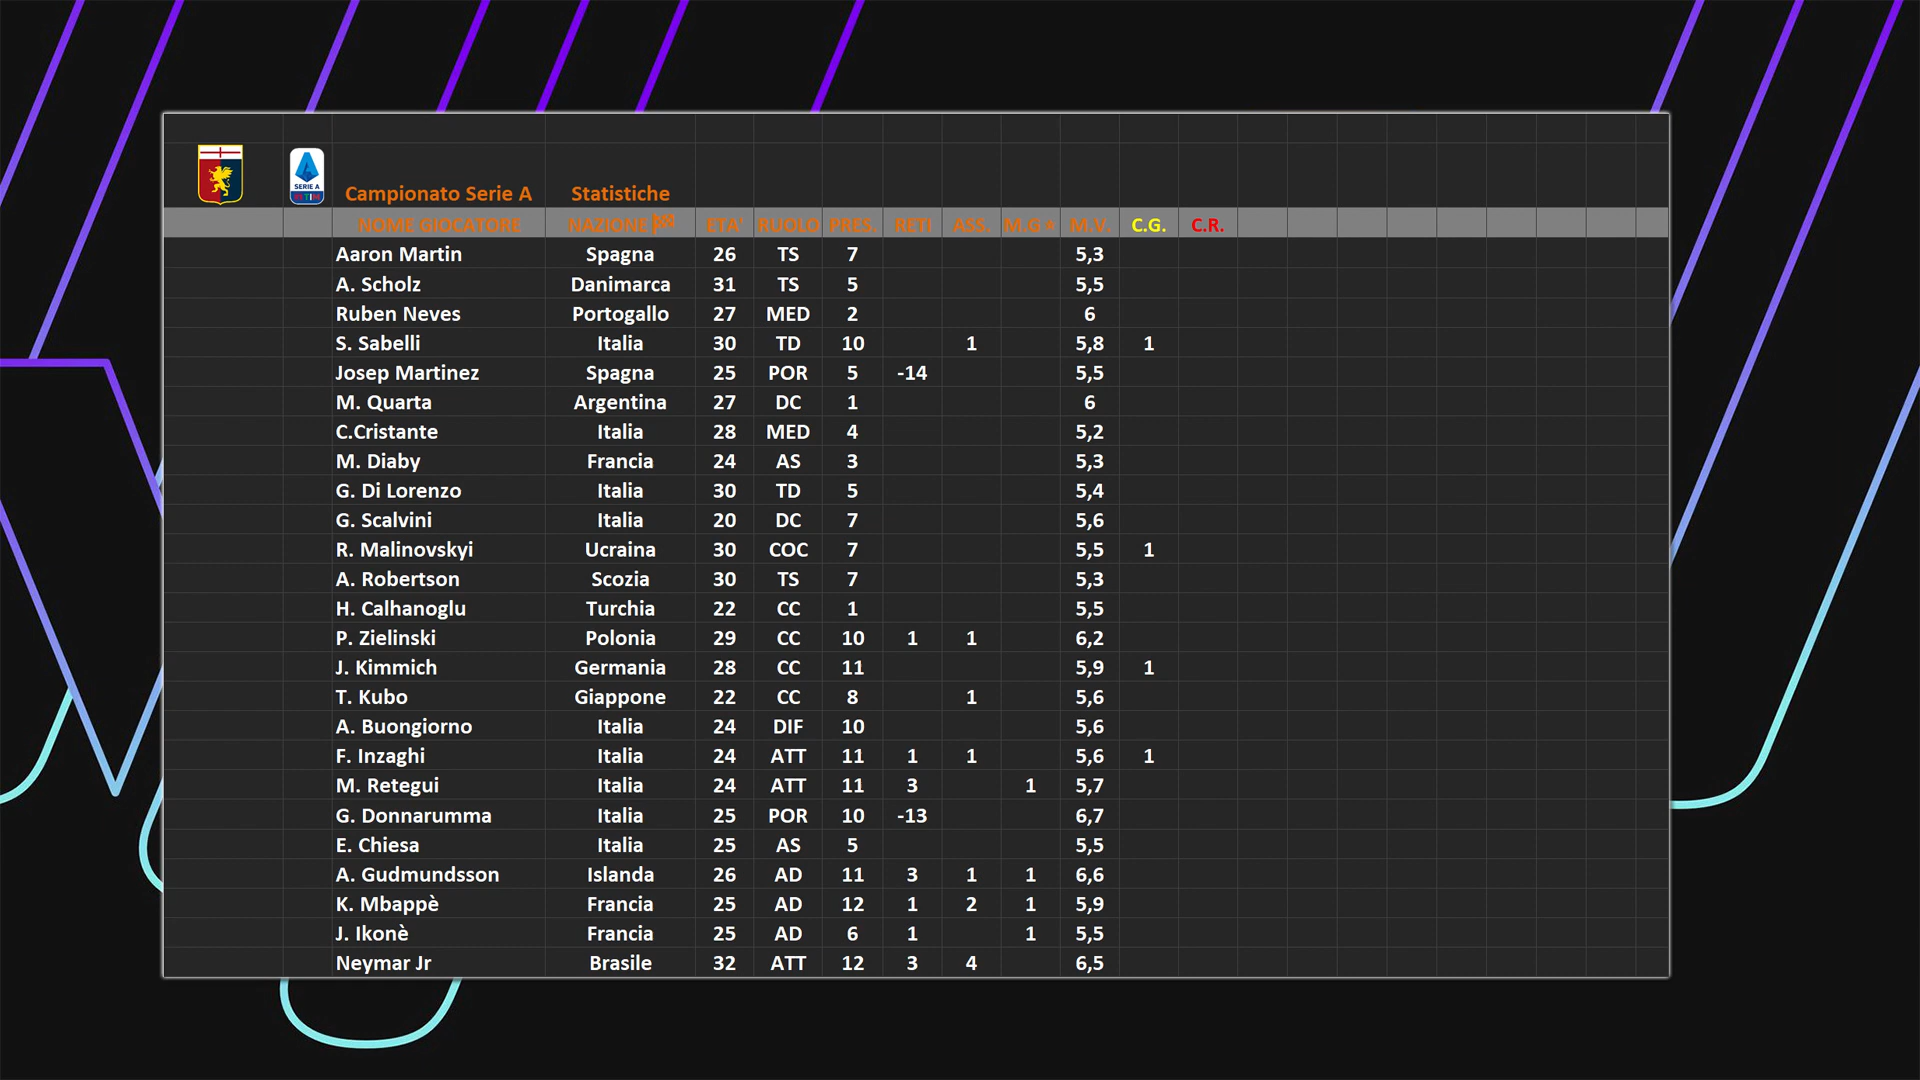 SERIE A
TIM
Campionato Serie A Statistiche
NOME GIOCATORE NAZIONE ETA' RUOLO PRES. RETI ASS. M.G * M.V. C.G. C.R.
Aaron Martin Spagna 26 TS 7 5,3
A. Scholz Danimarca 31 TS 5 5,5
Ruben Neves Portogallo 27 MED 2 6
S. Sabelli Italia 30 TD 10 1 5,8 1
Josep Martinez Spagna 25 POR 5 -14 5,5
M. Quarta Argentina 27 DC 1 6
C.Cristante Italia 28 MED 4 5,2
M. Diaby Francia 24 AS 3 5,3
G. Di Lorenzo Italia 30 TD 5 5,4
G. Scalvini Italia 20 DC 7 5,6
R. Malinovskyi Ucraina 30 COC 7 5,5 1
A. Robertson Scozia 30 TS 7 5,3
H. Calhanoglu Turchia 22 CC 1 5,5
P. Zielinski Polonia 29 CC 10 1 1 6,2
J. Kimmich Germania 28 CC 11 5,9 1
T. Kubo Giappone 22 CC 8 1 5,6
A. Buongiorno Italia 24 DIF 10 5,6
F. Inzaghi Italia 24 ATT 11 1 1 5,6 1
M. Retegui Italia 24 ATT 11 3 1 5,7
G. Donnarumma Italia 25 POR 10 -13 6,7
E. Chiesa Italia 25 AS 5 5,5
A. Gudmundsson Islanda 26 AD 11 3 1 1 6,6
K. Mbappè Francia 25 AD 12 1 2 1 5,9
J. Ikonè Francia 25 AD 6 1 1 5,5
Neymar Jr Brasile 32 ATT 12 3 4 6,5